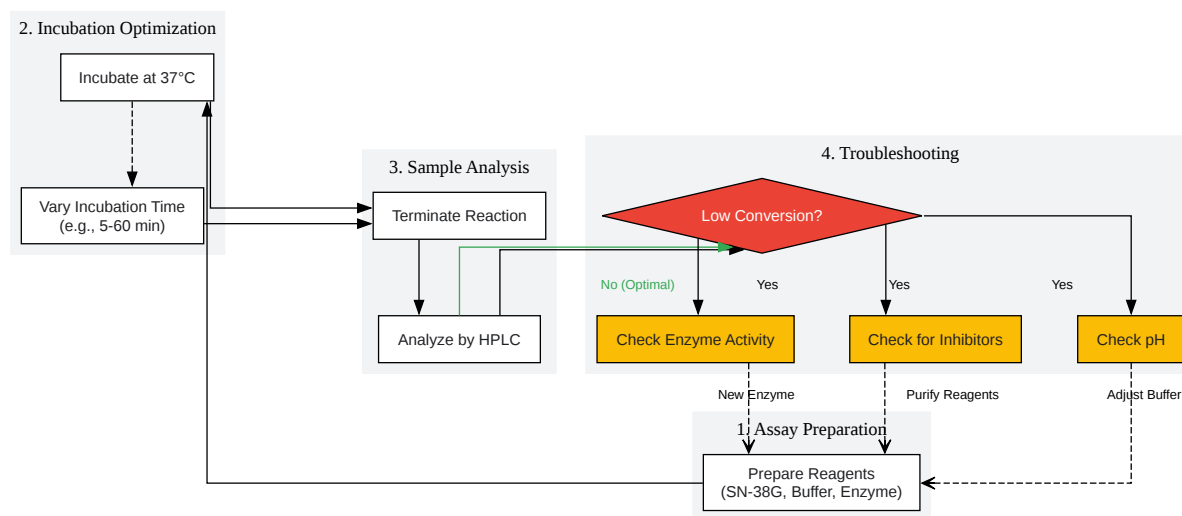 2. Incubation Optimization
Incubate at 37°C
Vary Incubation Time
(e.g., 5-60 min)
3. Sample Analysis
Terminate Reaction
Analyze by HPLC
4. Troubleshooting
Low Conversion?
No (Optimal)
Yes
Yes
Yes
Check Enzyme Activity
Check for Inhibitors
Check pH
New Enzyme
Purify Reagents
Adjust Buffer
1. Assay Preparation
Prepare Reagents
(SN-38G, Buffer, Enzyme)